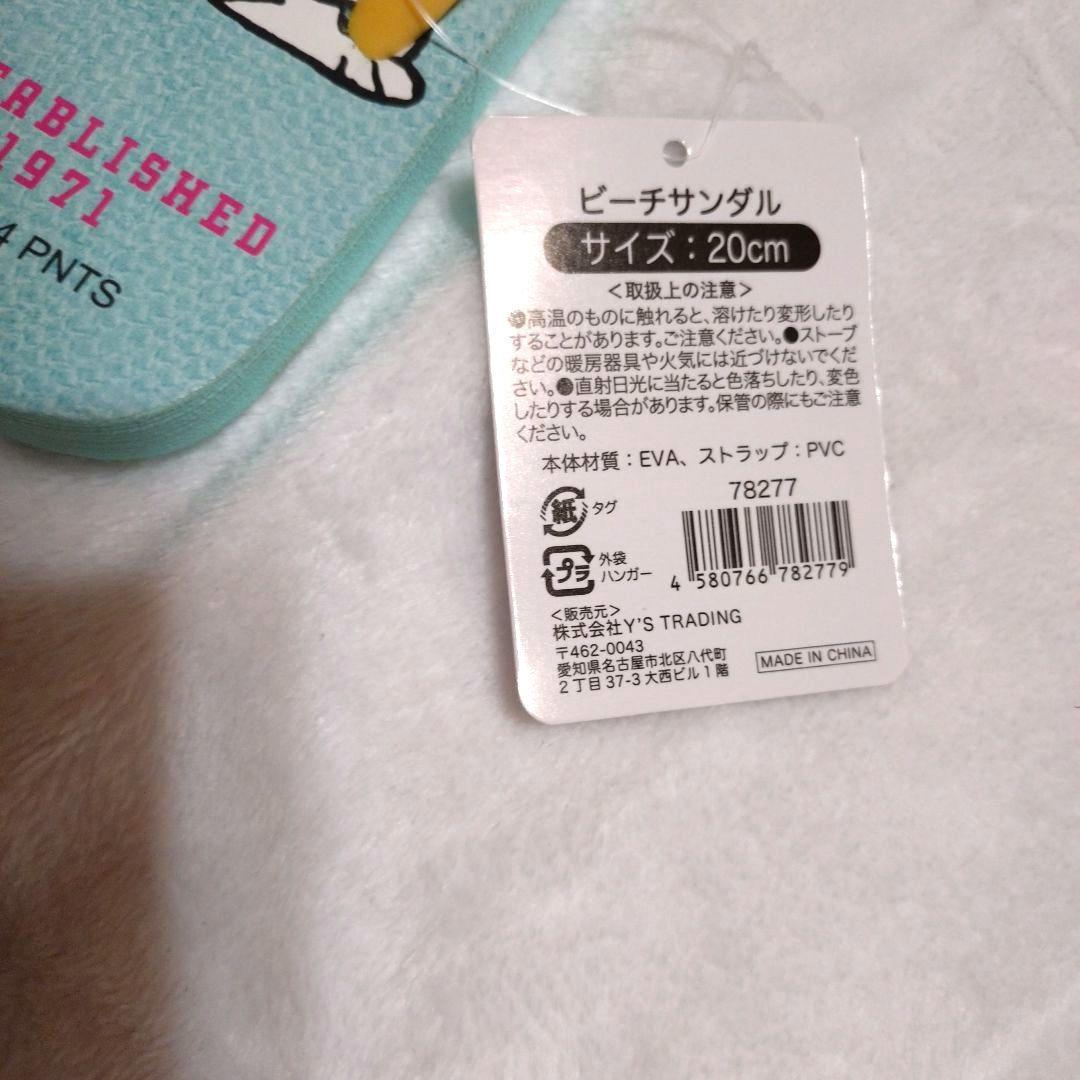 TABLISHED
1971
4 PNTS
ビーチサンダル
サイズ：20cm
＜取扱上の注意＞
●高温のものに触れると、溶けたり変形したり
することがあります。ご注意ください。●ストーブ
などの暖房器具や火気には近づけないでくだ
さい。●直射日光に当たると色落ちしたり、変色
したりする場合があります。保管の際にもご注意
ください。
本体材質：EVA、ストラップ：PVC
紙 タグ
プラ 外袋
ハンガー
78277
4 580766 782779
＜販売元＞
株式会社Y'S TRADING
〒462-0043
愛知県名古屋市北区八代町
2丁目37-3大西ビル1階
MADE IN CHINA